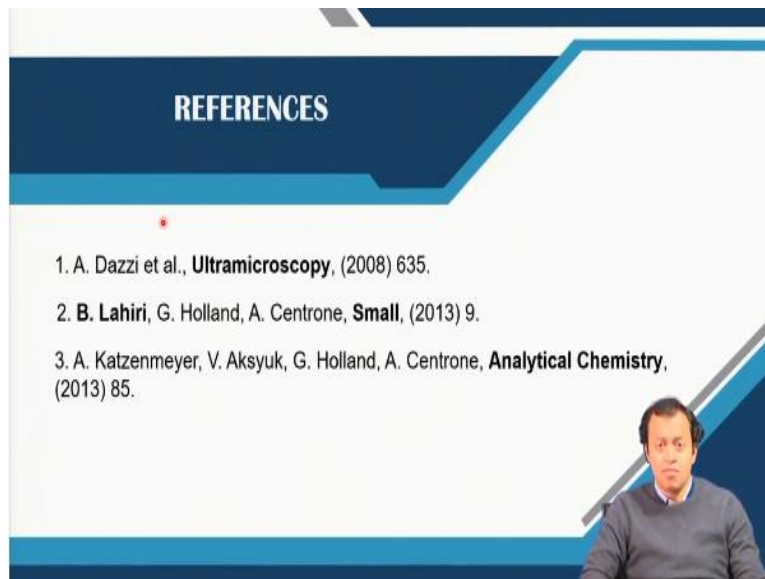 REFERENCES
1. A. Dazzi et al., Ultramicroscopy, (2008) 635.
2. B. Lahiri, G. Holland, A. Centrone, Small, (2013) 9.
3. A. Katzenmeyer, V. Aksyuk, G. Holland, A. Centrone, Analytical Chemistry,
(2013) 85.